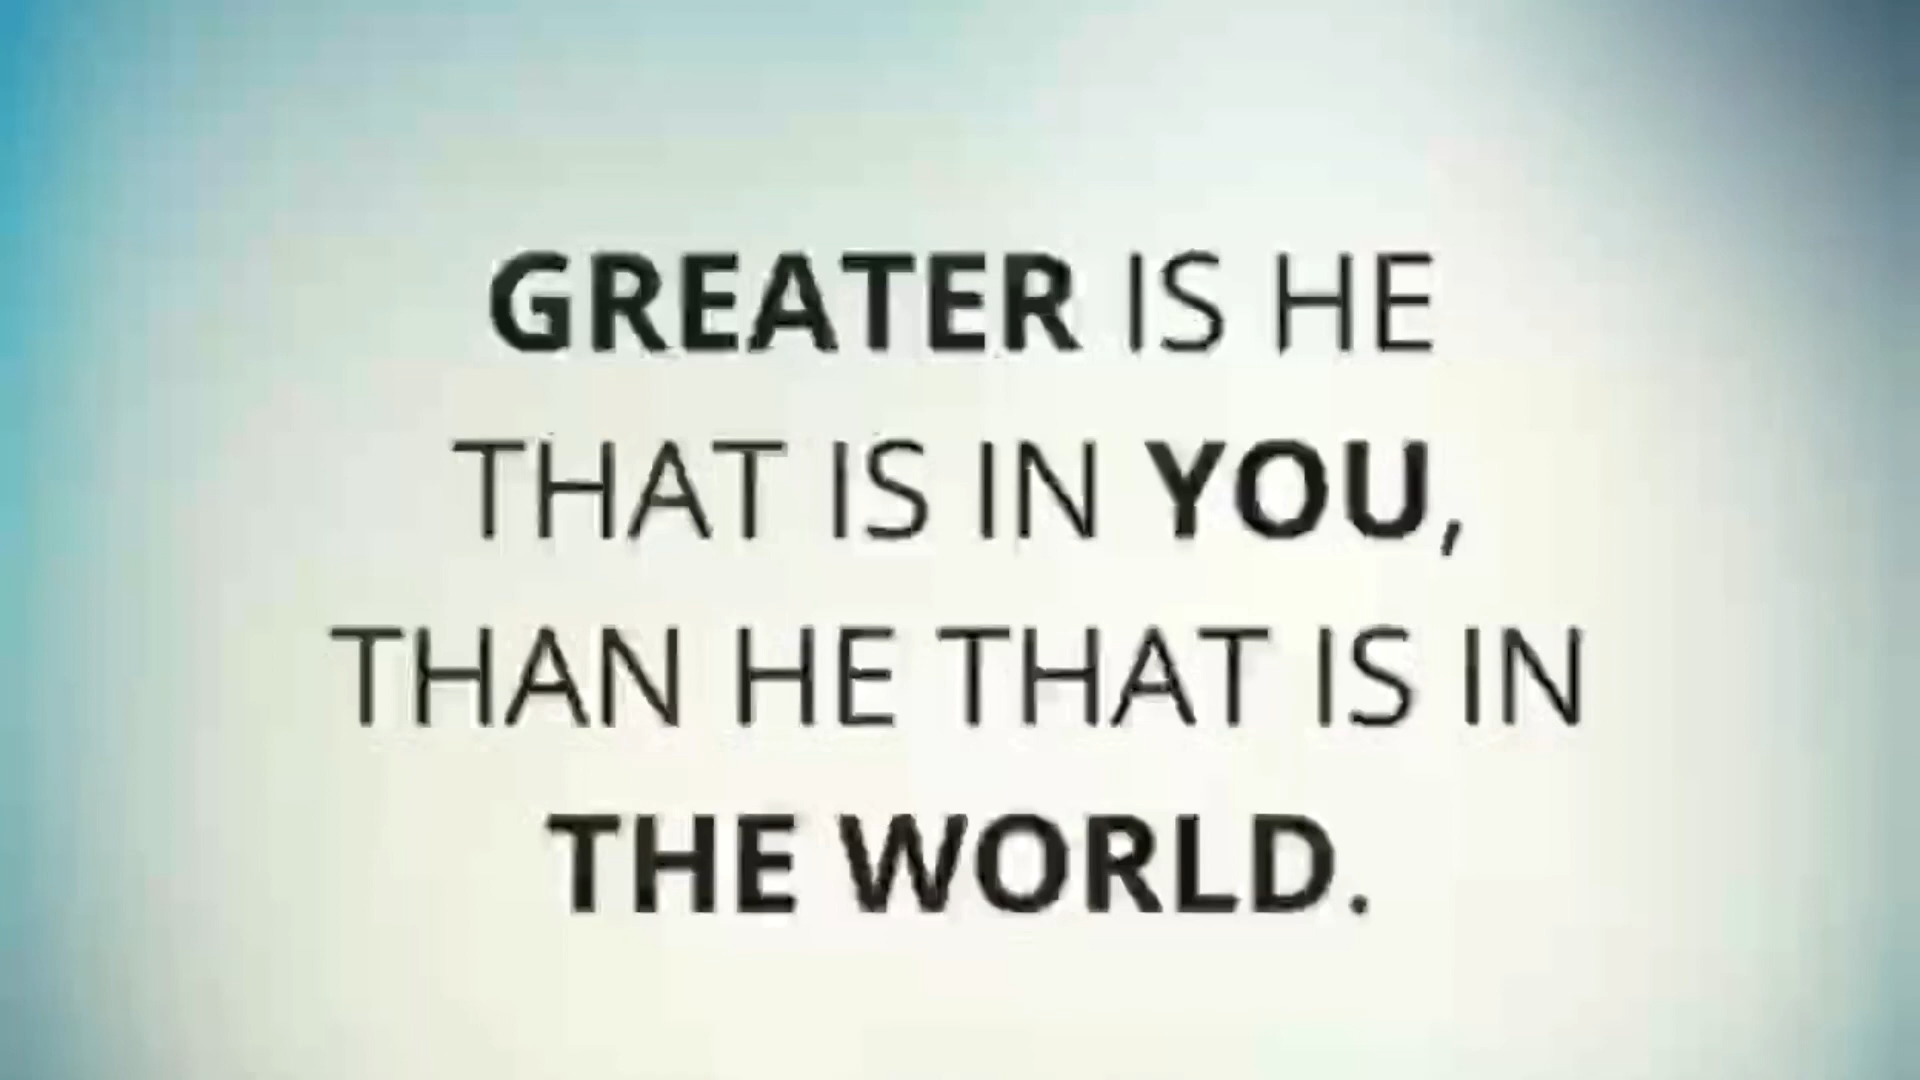 GREATER IS HE
THAT IS IN YOU,
THAN HE THAT IS IN
THE WORLD.